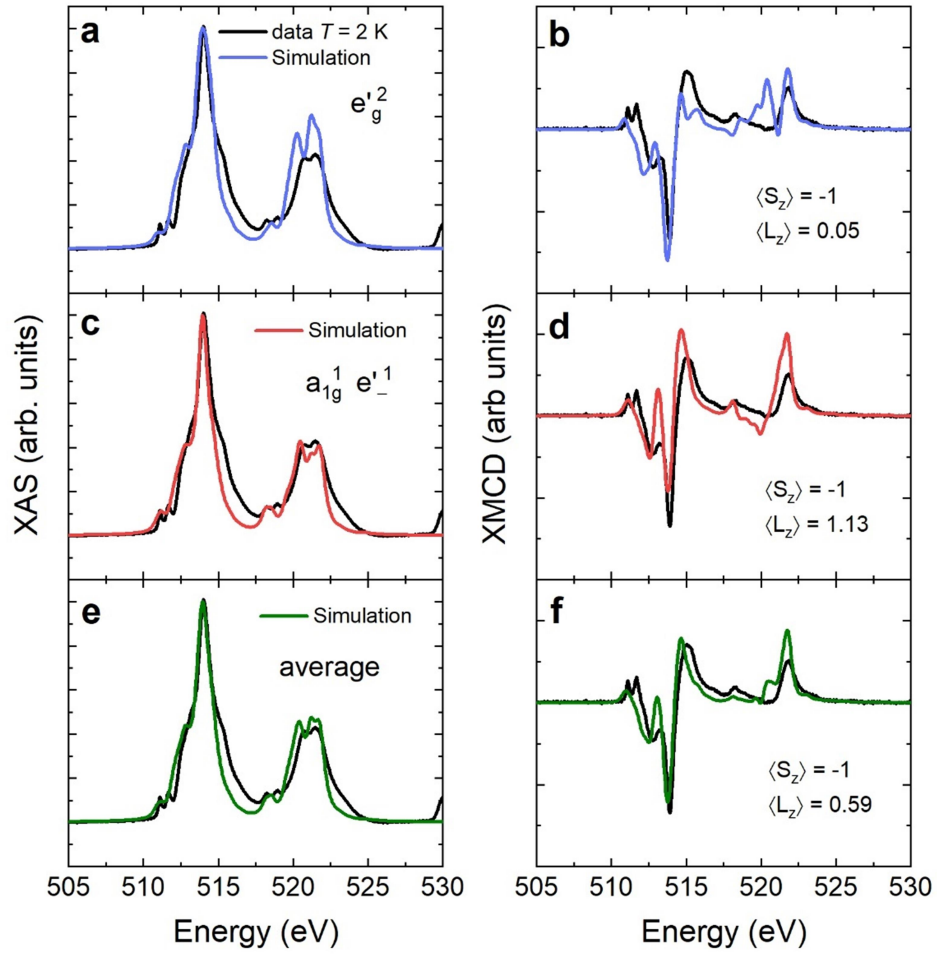 a
data T = 2 K
Simulation
e'g²
b
⟨Sz⟩ = -1
⟨Lz⟩ = 0.05
c
Simulation
a1g¹ e'₋¹
d
⟨Sz⟩ = -1
⟨Lz⟩ = 1.13
e
Simulation
average
f
⟨Sz⟩ = -1
⟨Lz⟩ = 0.59
XAS (arb. units)
XMCD (arb units)
505 510 515 520 525 530
505 510 515 520 525 530
Energy (eV)
Energy (eV)